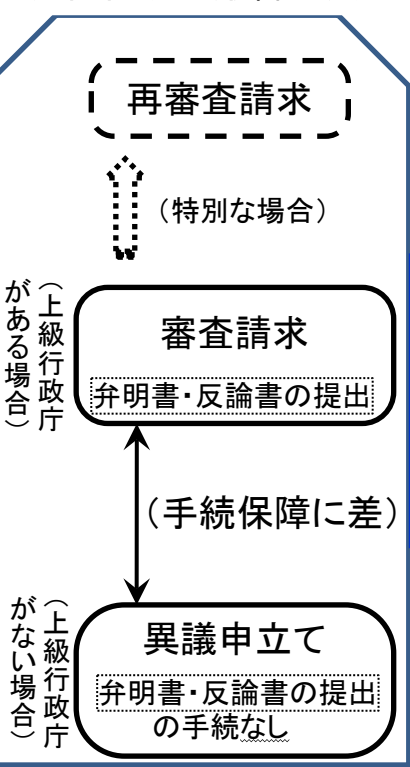 再審査請求
（特別な場合）
（上級行政庁
がある場合）
審査請求
弁明書・反論書の提出
（手続保障に差）
（上級行政庁
がない場合）
異議申立て
弁明書・反論書の提出
の手続なし